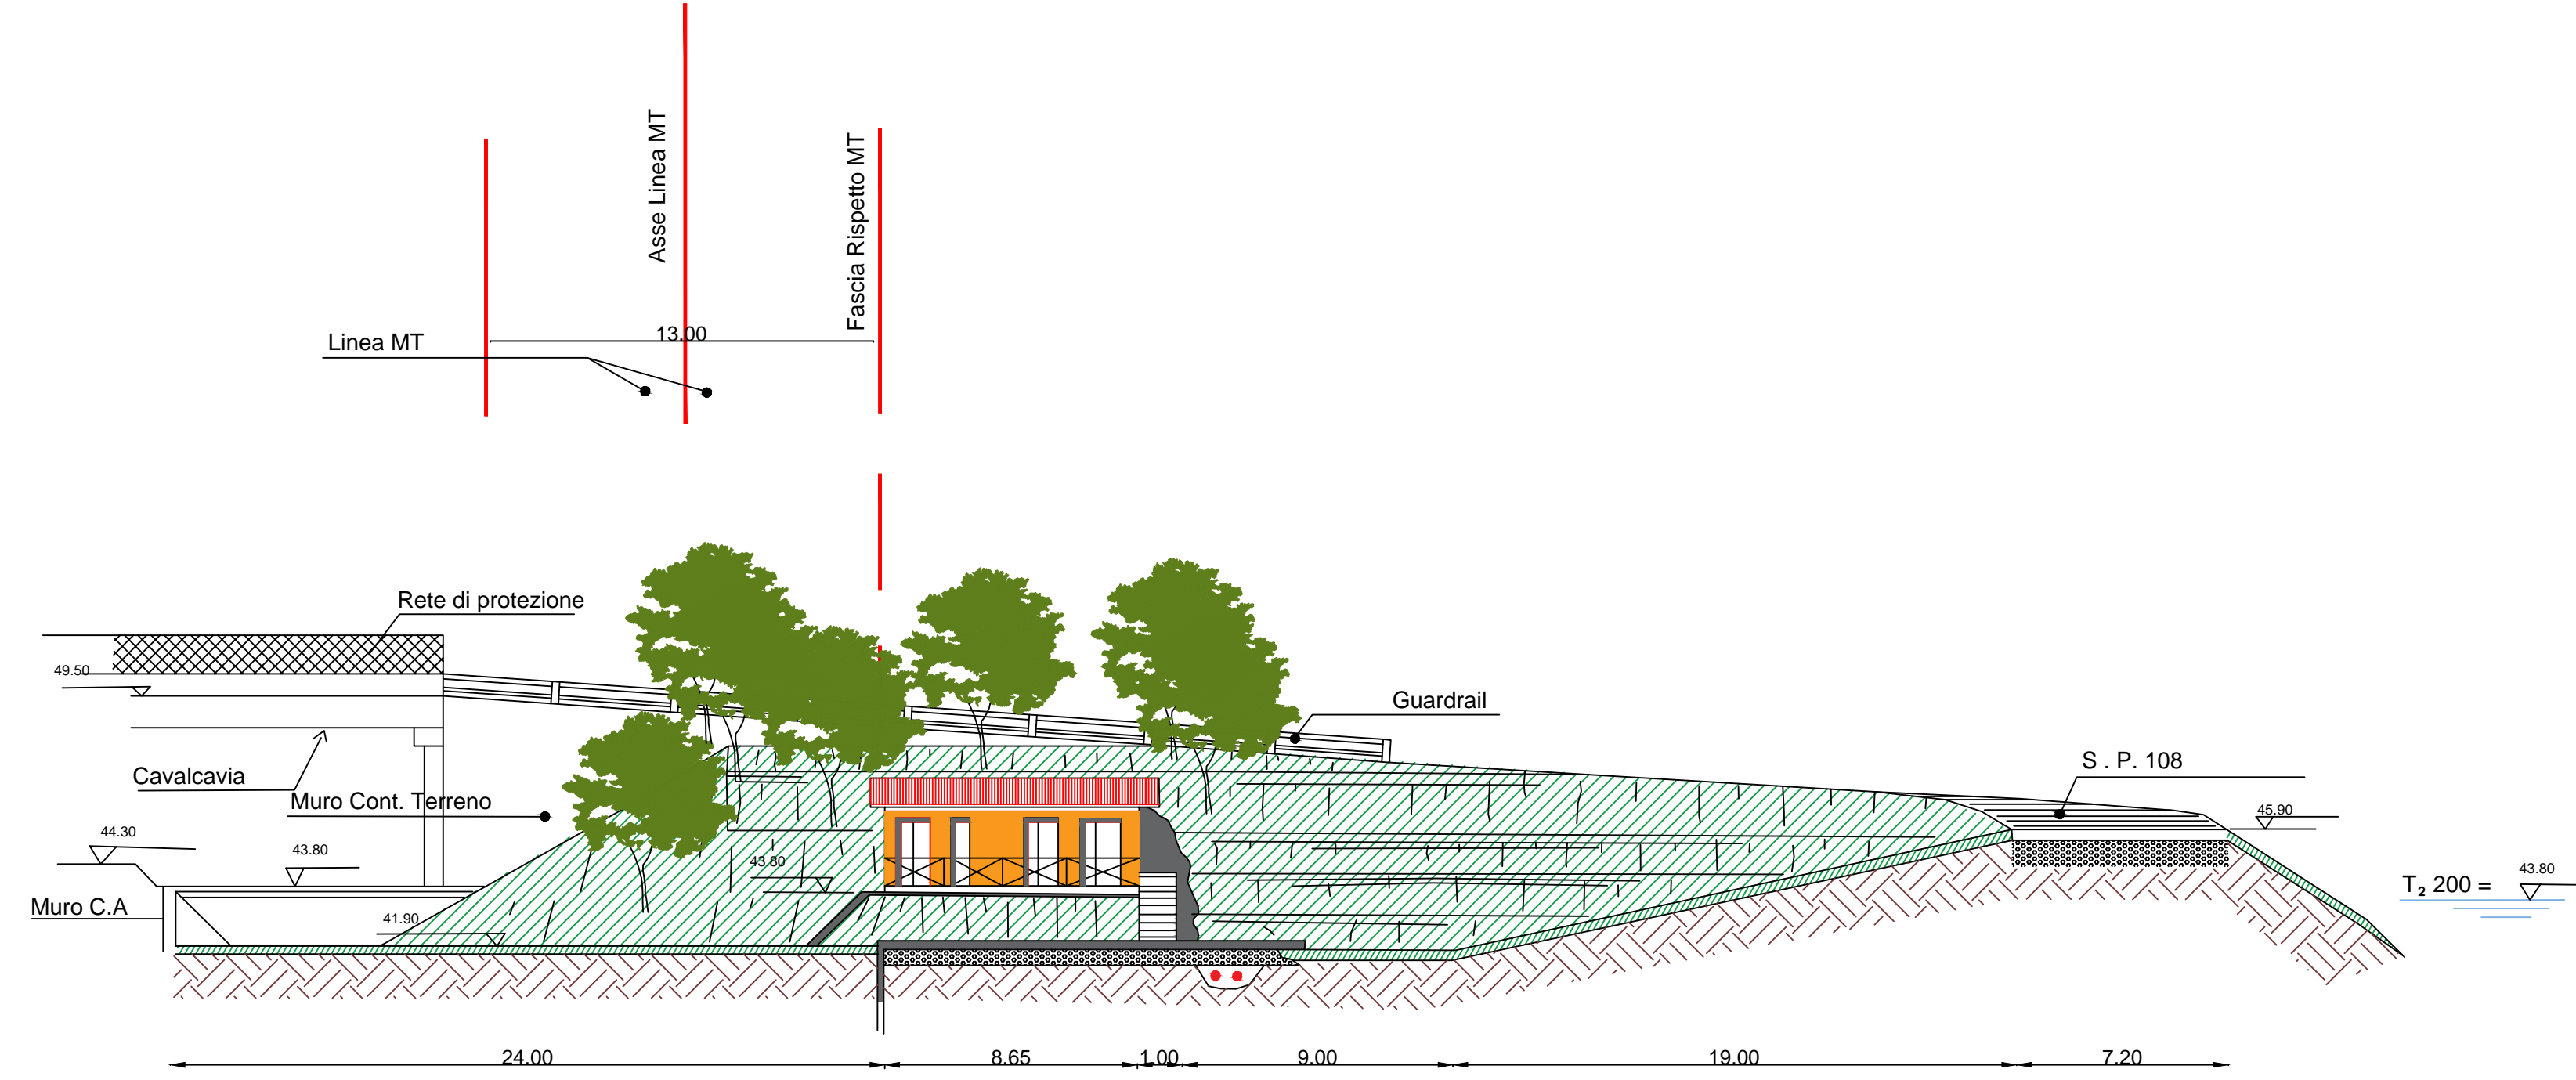 Asse Linea MT
Fascia Rispetto MT
13.00
Linea MT
Rete di protezione
49.50
Guardrail
Cavalcavia
S . P. 108
Muro Cont. Terreno
45.90
44.30
43.80
43.80
43.80
T₂ 200 =
Muro C.A
41.90
24.00
8.65
1.00
9.00
19.00
7.20